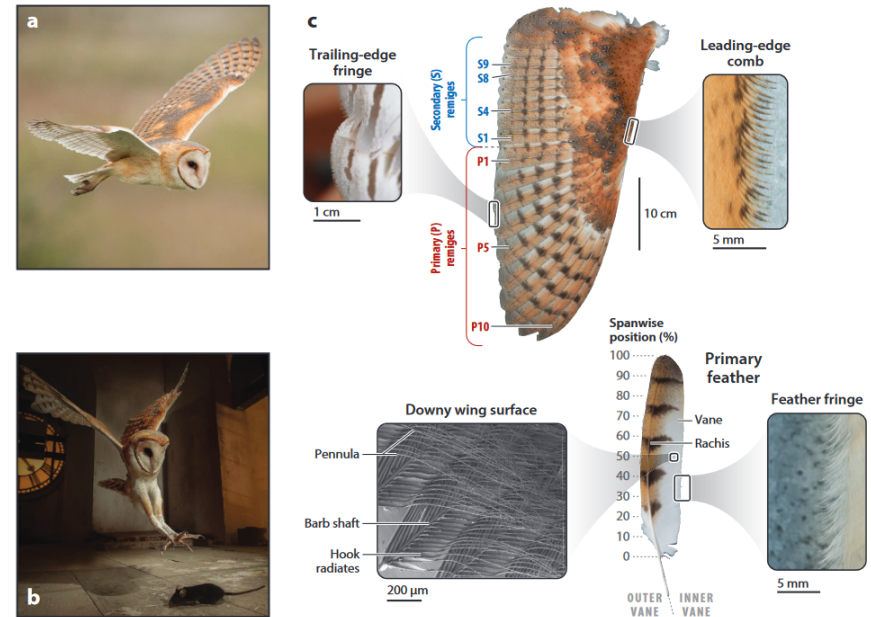 a
b
c
Trailing-edge
fringe
1 cm
Secondary (S)
remiges
S9
S8
S4
S1
P1
Primary (P)
remiges
P5
P10
10 cm
Leading-edge
comb
5 mm
Downy wing surface
Pennula
Barb shaft
Hook
radiates
200 µm
Spanwise
position (%)
100
90
80
70
60
50
40
30
20
10
0
Primary
feather
Vane
Rachis
OUTER
VANE
INNER
VANE
Feather fringe
5 mm